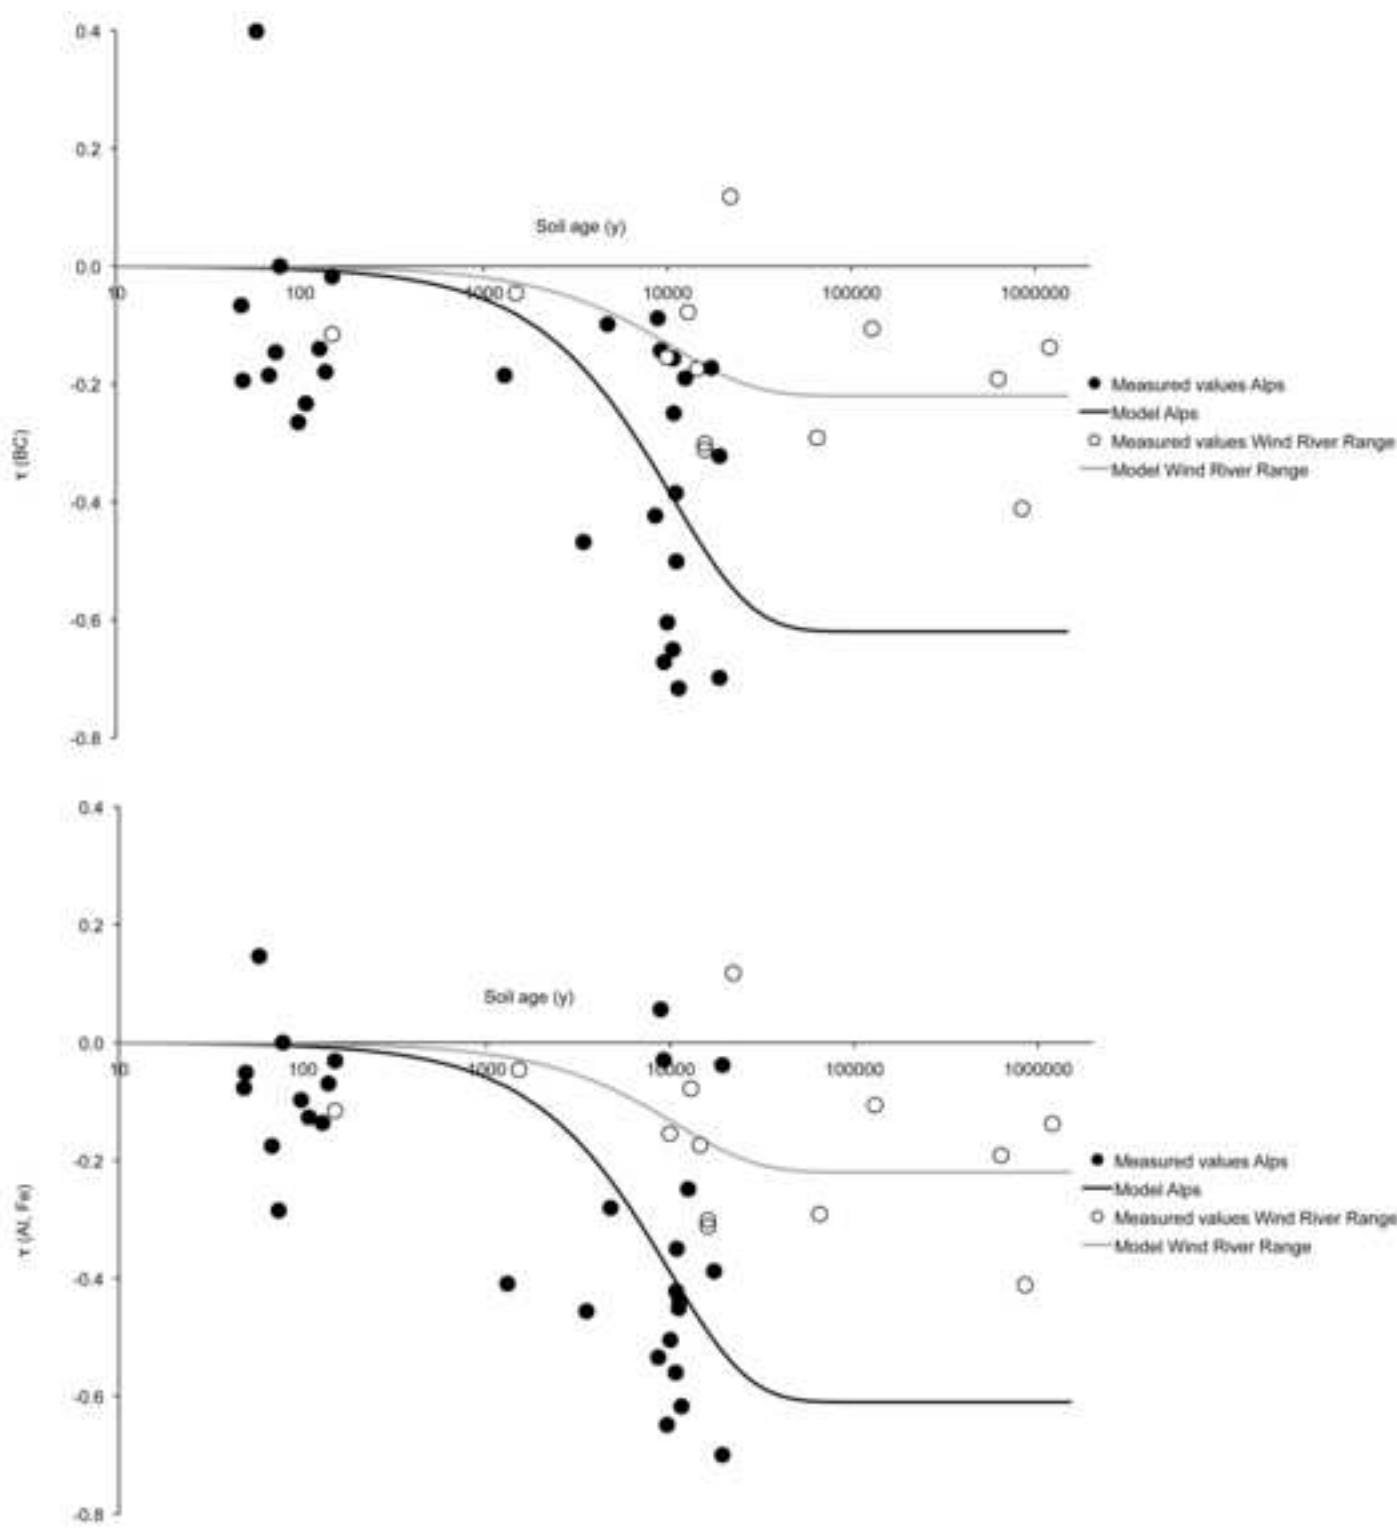 0.4
0.2
Soil age (y)
0.0
10 100 1000 10000 100000 1000000
-0.2
Measured values Alps
Model Alps
τ (BC)
-0.4
Measured values Wind River Range
Model Wind River Range
-0.6
-0.8
0.4
0.2
Soil age (y)
0.0
10 100 1000 10000 100000 1000000
-0.2
Measured values Alps
Model Alps
τ (Al, Fe)
Measured values Wind River Range
Model Wind River Range
-0.4
-0.6
-0.8